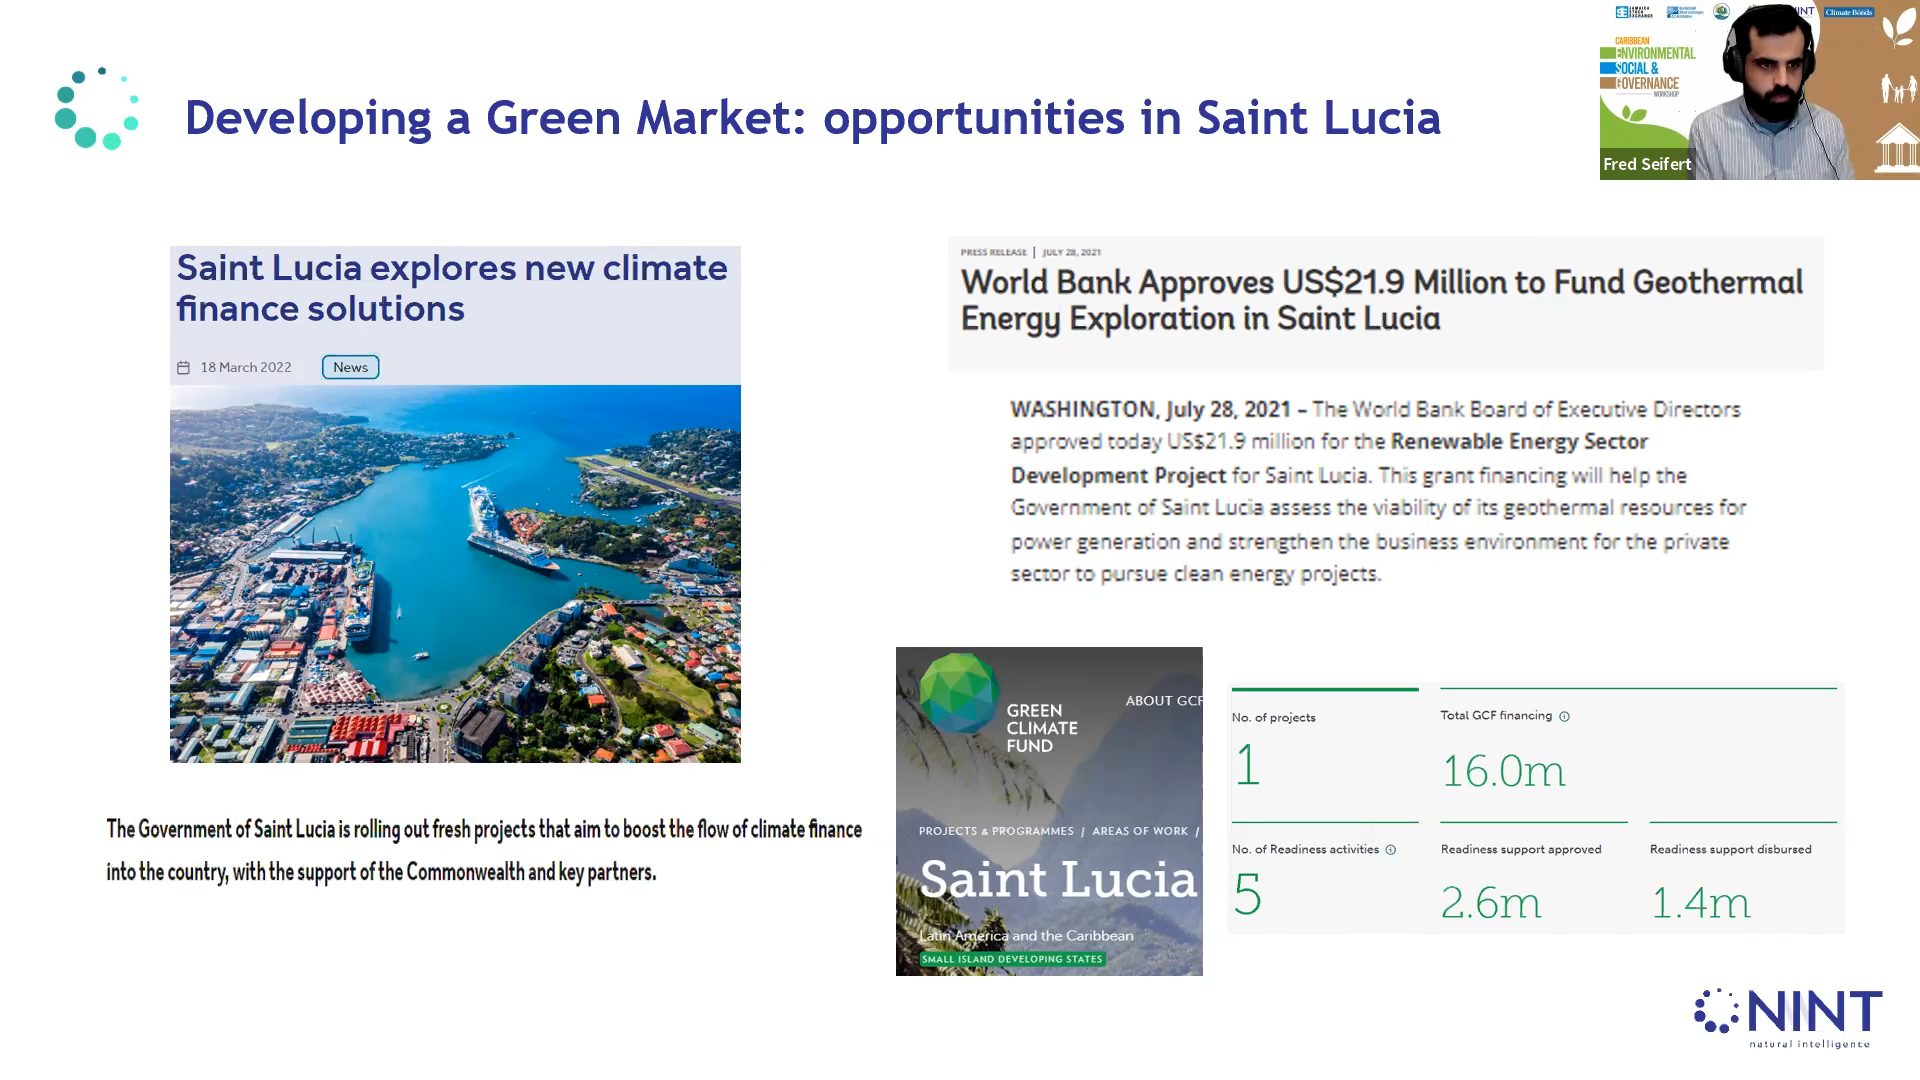 Developing a Green Market: opportunities in Saint Lucia
JAMAICA
STOCK
EXCHANGE
NINT
Climate Bonds
CARIBBEAN
ENVIRONMENTAL
SOCIAL &
GOVERNANCE
WORKSHOP
Fred Seifert
Saint Lucia explores new climate
finance solutions
18 March 2022
News
The Government of Saint Lucia is rolling out fresh projects that aim to boost the flow of climate finance
into the country, with the support of the Commonwealth and key partners.
PRESS RELEASE | JULY 28, 2021
World Bank Approves US$21.9 Million to Fund Geothermal
Energy Exploration in Saint Lucia
WASHINGTON, July 28, 2021 – The World Bank Board of Executive Directors
approved today US$21.9 million for the Renewable Energy Sector
Development Project for Saint Lucia. This grant financing will help the
Government of Saint Lucia assess the viability of its geothermal resources for
power generation and strengthen the business environment for the private
sector to pursue clean energy projects.
GREEN
CLIMATE
FUND
ABOUT GCF
PROJECTS & PROGRAMMES / AREAS OF WORK /
Saint Lucia
Latin America and the Caribbean
SMALL ISLAND DEVELOPING STATES
No. of projects
1
Total GCF financing
16.0m
No. of Readiness activities
5
Readiness support approved
2.6m
Readiness support disbursed
1.4m
NINT
natural intelligence